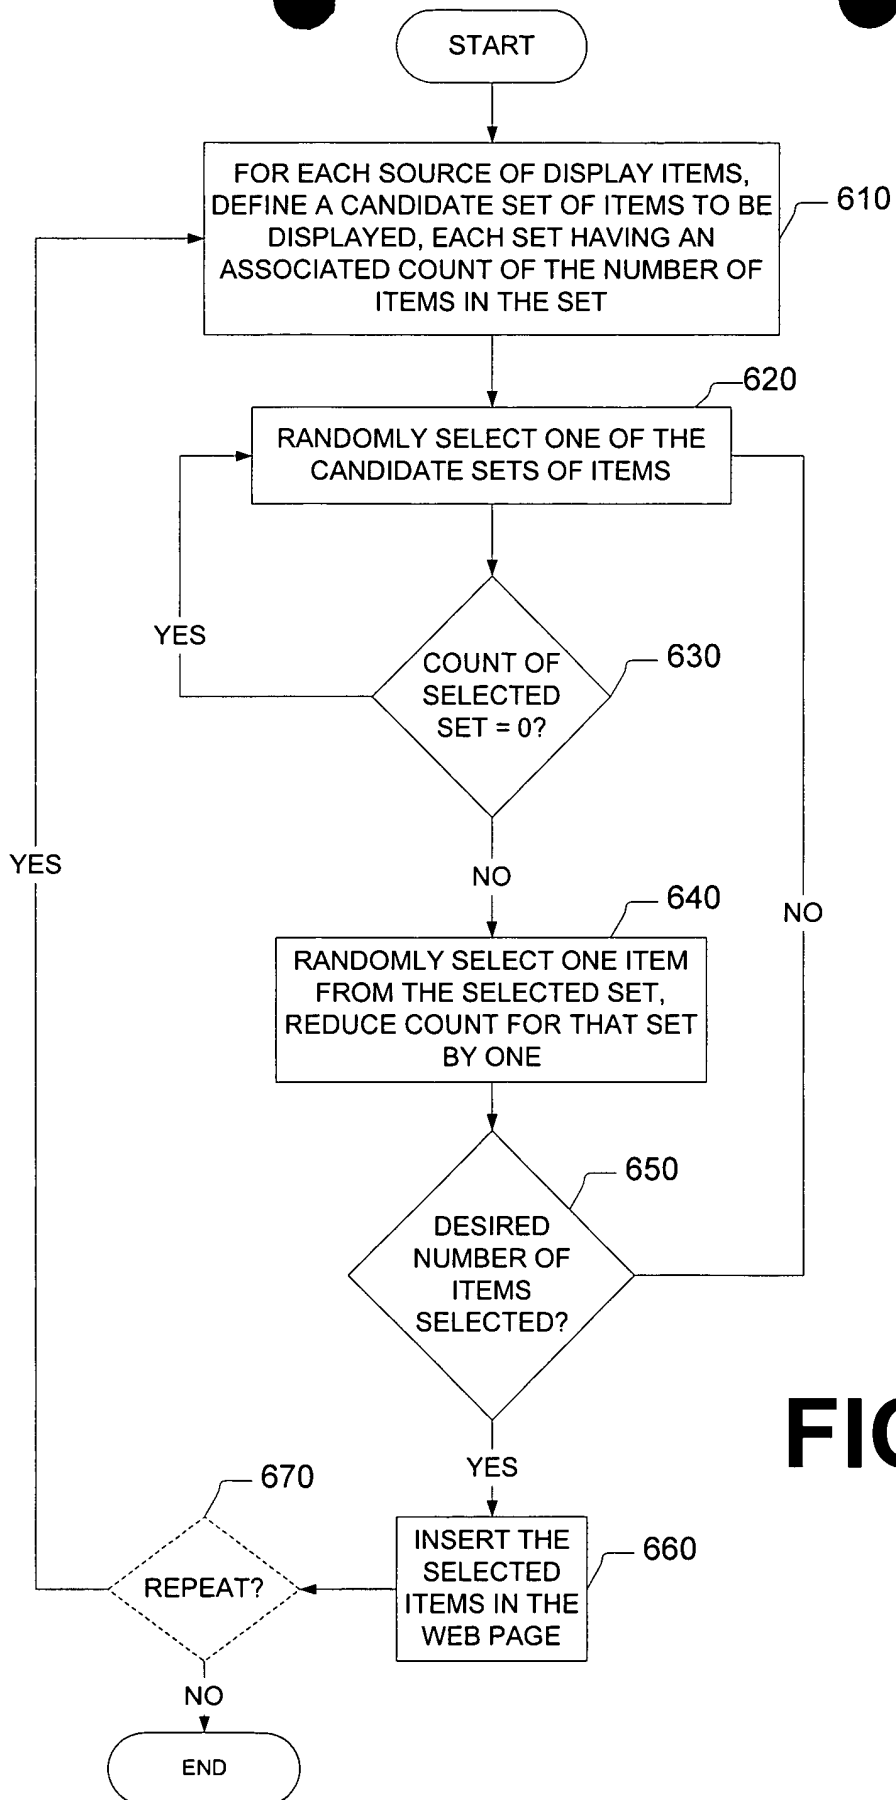 START
FOR EACH SOURCE OF DISPLAY ITEMS,
DEFINE A CANDIDATE SET OF ITEMS TO BE
DISPLAYED, EACH SET HAVING AN
ASSOCIATED COUNT OF THE NUMBER OF
ITEMS IN THE SET
610
620
RANDOMLY SELECT ONE OF THE
CANDIDATE SETS OF ITEMS
YES
COUNT OF
SELECTED
SET = 0?
630
YES
NO
640
NO
RANDOMLY SELECT ONE ITEM
FROM THE SELECTED SET,
REDUCE COUNT FOR THAT SET
BY ONE
650
DESIRED
NUMBER OF
ITEMS
SELECTED?
YES
670
REPEAT?
INSERT THE
SELECTED
ITEMS IN THE
WEB PAGE
660
NO
END